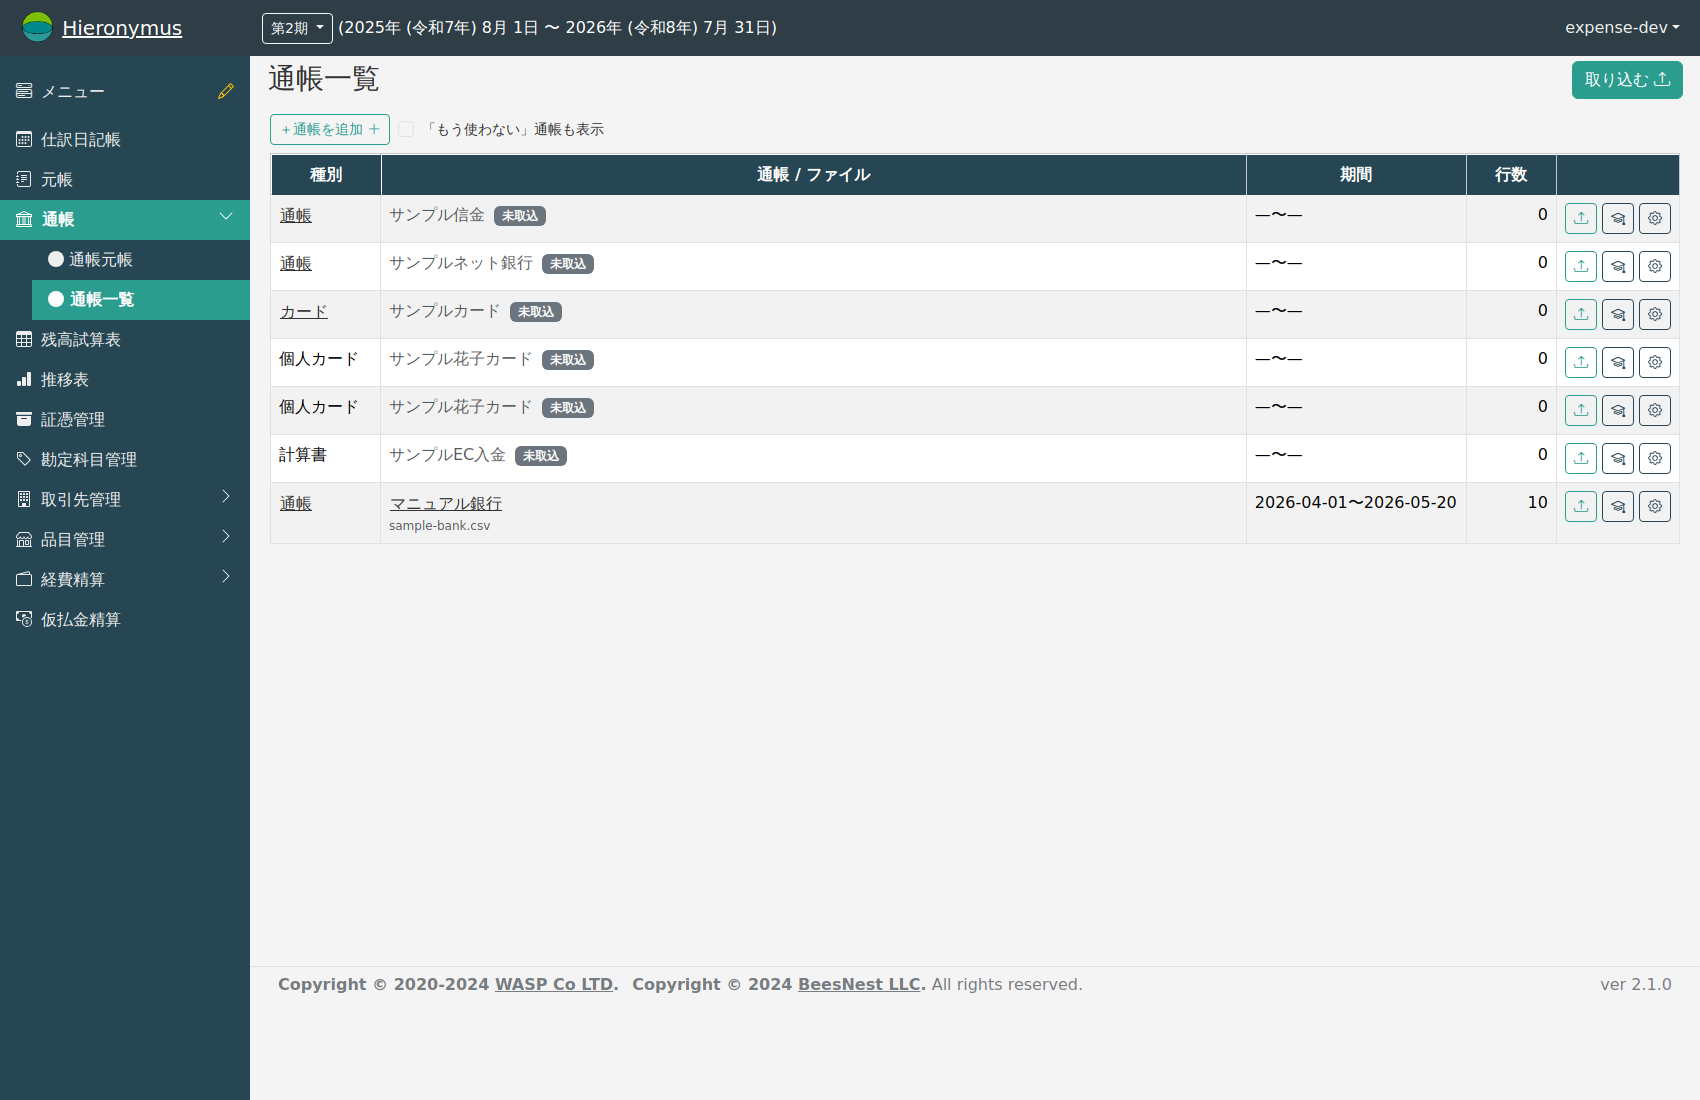 Hieronymus
第2期 (2025年 (令和7年) 8月 1日 〜 2026年 (令和8年) 7月 31日)
expense-dev
メニュー
仕訳日記帳
元帳
通帳
通帳元帳
通帳一覧
残高試算表
推移表
証憑管理
勘定科目管理
取引先管理
品目管理
経費精算
仮払金精算
通帳一覧
取り込む
+通帳を追加
「もう使わない」通帳も表示
種別 通帳 / ファイル 期間 行数
通帳 サンプル信金 未取込 —〜— 0
通帳 サンプルネット銀行 未取込 —〜— 0
カード サンプルカード 未取込 —〜— 0
個人カード サンプル花子カード 未取込 —〜— 0
個人カード サンプル花子カード 未取込 —〜— 0
計算書 サンプルEC入金 未取込 —〜— 0
通帳 マニュアル銀行 2026-04-01〜2026-05-20 10
sample-bank.csv
Copyright © 2020-2024 WASP Co LTD. Copyright © 2024 BeesNest LLC. All rights reserved.
ver 2.1.0